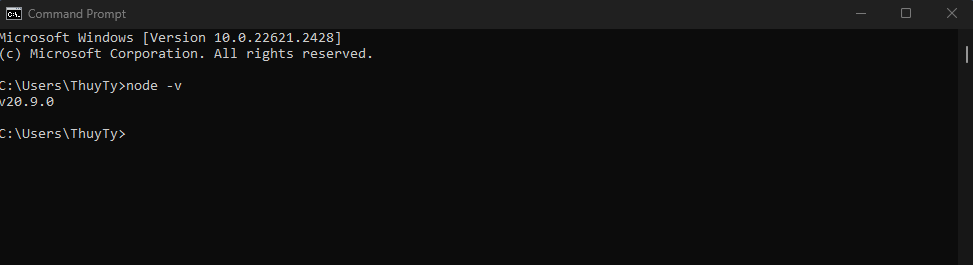 Command Prompt
Microsoft Windows [Version 10.0.22621.2428]
(c) Microsoft Corporation. All rights reserved.
C:\Users\ThuyTy>node -v
v20.9.0
C:\Users\ThuyTy>